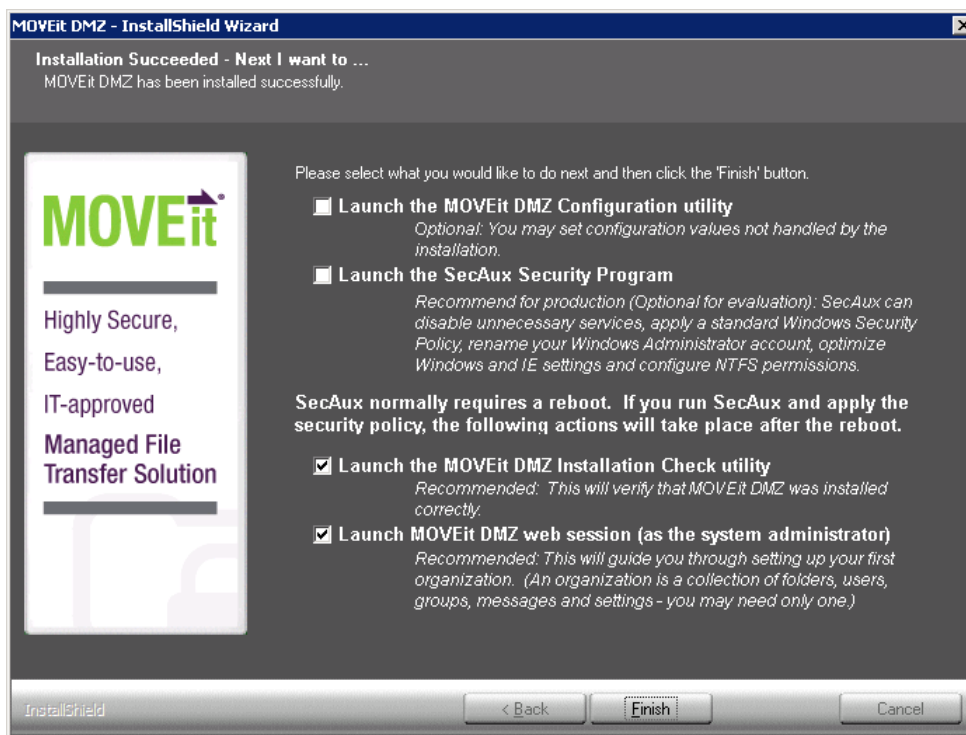 MOVEit DMZ - InstallShield Wizard
Installation Succeeded - Next I want to ...
MOVEit DMZ has been installed successfully.
MOVEit
Highly Secure,
Easy-to-use,
IT-approved
Managed File
Transfer Solution
Please select what you would like to do next and then click the 'Finish' button.
Launch the MOVEit DMZ Configuration utility
Optional: You may set configuration values not handled by the
installation.
Launch the SecAux Security Program
Recommend for production (Optional for evaluation): SecAux can
disable unnecessary services, apply a standard Windows Security
Policy, rename your Windows Administrator account, optimize
Windows and IE settings and configure NTFS permissions.
SecAux normally requires a reboot. If you run SecAux and apply the
security policy, the following actions will take place after the reboot.
Launch the MOVEit DMZ Installation Check utility
Recommended: This will verify that MOVEit DMZ was installed
correctly.
Launch MOVEit DMZ web session (as the system administrator)
Recommended: This will guide you through setting up your first
organization. (An organization is a collection of folders, users,
groups, messages and settings - you may need only one.)
InstallShield
< Back
Finish
Cancel